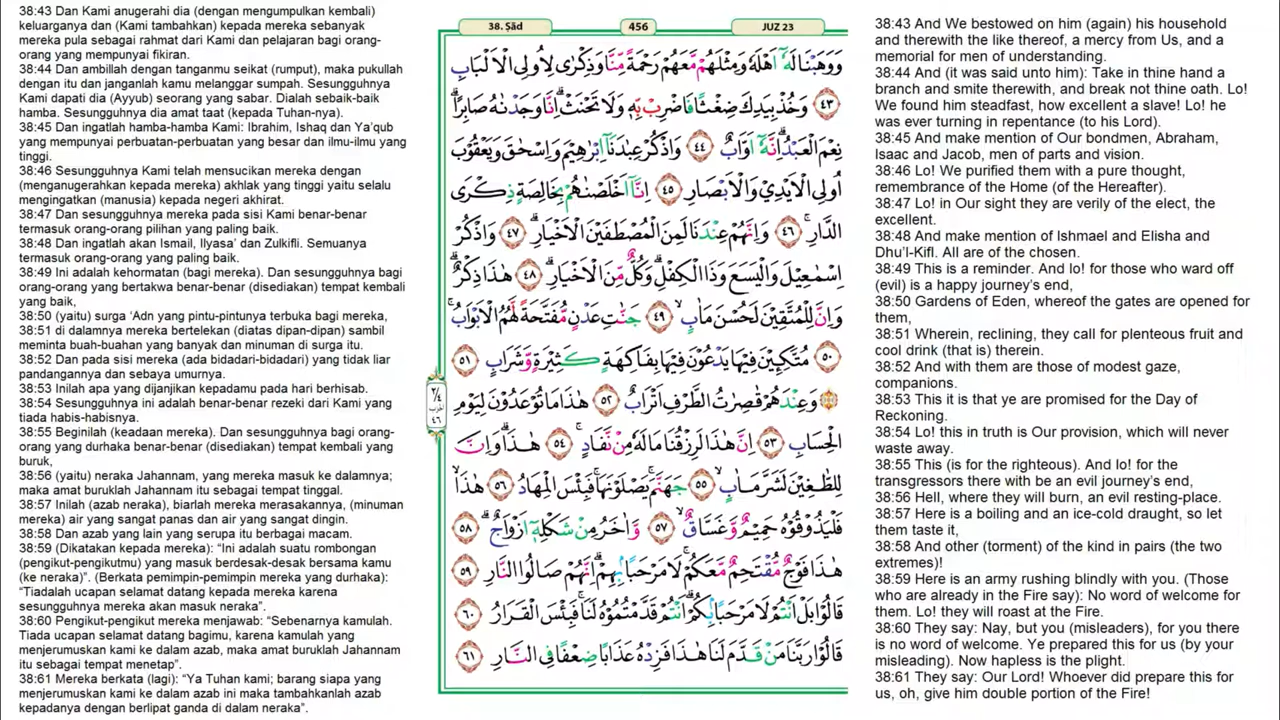 38:43 Dan Kami anugerahi dia (dengan mengumpulkan kembali)
keluarganya dan (Kami tambahkan) kepada mereka sebanyak
mereka pula sebagai rahmat dari Kami dan pelajaran bagi orang-
orang yang mempunyai fikiran.
38:44 Dan ambillah dengan tanganmu seikat (rumput), maka pukullah
dengan itu dan janganlah kamu melanggar sumpah. Sesungguhnya
Kami dapati dia (Ayyub) seorang yang sabar. Dialah sebaik-baik
hamba. Sesungguhnya dia amat taat (kepada Tuhan-nya).
38:45 Dan ingatlah hamba-hamba Kami: Ibrahim, Ishaq dan Ya’qub
yang mempunyai perbuatan-perbuatan yang besar dan ilmu-ilmu yang
tinggi.
38:46 Sesungguhnya Kami telah mensucikan mereka dengan
(menganugerahkan kepada mereka) akhlak yang tinggi yaitu selalu
mengingatkan (manusia) kepada negeri akhirat.
38:47 Dan sesungguhnya mereka pada sisi Kami benar-benar
termasuk orang-orang pilihan yang paling baik.
38:48 Dan ingatlah akan Ismail, Ilyasa’ dan Zulkifli. Semuanya
termasuk orang-orang yang paling baik.
38:49 Ini adalah kehormatan (bagi mereka). Dan sesungguhnya bagi
orang-orang yang bertakwa benar-benar (disediakan) tempat kembali
yang baik,
38:50 (yaitu) surga ‘Adn yang pintu-pintunya terbuka bagi mereka,
38:51 di dalamnya mereka bertelekan (diatas dipan-dipan) sambil
meminta buah-buahan yang banyak dan minuman di surga itu.
38:52 Dan pada sisi mereka (ada bidadari-bidadari) yang tidak liar
pandangannya dan sebaya umurnya.
38:53 Inilah apa yang dijanjikan kepadamu pada hari berhisab.
38:54 Sesungguhnya ini adalah benar-benar rezeki dari Kami yang
tiada habis-habisnya.
38:55 Beginilah (keadaan mereka). Dan sesungguhnya bagi orang-
orang yang durhaka benar-benar (disediakan) tempat kembali yang
buruk,
38:56 (yaitu) neraka Jahannam, yang mereka masuk ke dalamnya;
maka amat buruklah Jahannam itu sebagai tempat tinggal.
38:57 Inilah (azab neraka), biarlah mereka merasakannya, (minuman
mereka) air yang sangat panas dan air yang sangat dingin.
38:58 Dan azab yang lain yang serupa itu berbagai macam.
38:59 (Dikatakan kepada mereka): “Ini adalah suatu rombongan
(pengikut-pengikutmu) yang masuk berdesak-desak bersama kamu
(ke neraka)”. (Berkata pemimpin-pemimpin mereka yang durhaka):
“Tiadalah ucapan selamat datang kepada mereka karena
sesungguhnya mereka akan masuk neraka”.
38:60 Pengikut-pengikut mereka menjawab: “Sebenarnya kamulah.
Tiada ucapan selamat datang bagimu, karena kamulah yang
menjerumuskan kami ke dalam azab, maka amat buruklah Jahannam
itu sebagai tempat menetap”.
38:61 Mereka berkata (lagi): “Ya Tuhan kami; barang siapa yang
menjerumuskan kami ke dalam azab ini maka tambahkanlah azab
kepadanya dengan berlipat ganda di dalam neraka”.
38. Ṣād
456
JUZ 23
وَوَهَبْنَا لَهٗٓ اَهْلَهٗ وَمِثْلَهُمْ مَّعَهُمْ رَحْمَةً مِّنَّا وَذِكْرٰى لِاُولِى الْاَلْبَابِ
٤٣ وَخُذْ بِيَدِكَ ضِغْثًا فَاضْرِبْ بِّهٖ وَلَا تَحْنَثْ اِنَّا وَجَدْنٰهُ صَابِرًا
نِعْمَ الْعَبْدُ اِنَّهٗٓ اَوَّابٌ ٤٤ وَاذْكُرْ عِبٰدَنَآ اِبْرٰهِيْمَ وَاِسْحٰقَ وَيَعْقُوْبَ
اُولِى الْاَيْدِيْ وَالْاَبْصَارِ ٤٥ اِنَّآ اَخْلَصْنٰهُمْ بِخَالِصَةٍ ذِكْرَى
الدَّارِ ٤٦ وَاِنَّهُمْ عِنْدَنَا لَمِنَ الْمُصْطَفَيْنَ الْاَخْيَارِ ٤٧ وَاذْكُرْ
اِسْمٰعِيْلَ وَالْيَسَعَ وَذَا الْكِفْلِ وَكُلٌّ مِّنَ الْاَخْيَارِ ٤٨ هٰذَا ذِكْرٌ
وَاِنَّ لِلْمُتَّقِيْنَ لَحُسْنَ مَاٰبٍ ٤٩ جَنّٰتِ عَدْنٍ مُّفَتَّحَةً لَّهُمُ الْاَبْوَابُ
٥٠ مُتَّكِـِٕيْنَ فِيْهَا يَدْعُوْنَ فِيْهَا بِفَاكِهَةٍ كَثِيْرَةٍ وَّشَرَابٍ ٥١
وَعِنْدَهُمْ قٰصِرٰتُ الطَّرْفِ اَتْرَابٌ ٥٢ هٰذَا مَا تُوْعَدُوْنَ لِيَوْمِ
الْحِسَابِ ٥٣ اِنَّ هٰذَا لَرِزْقُنَا مَا لَهٗ مِنْ نَّفَادٍ ٥٤ هٰذَا وَاِنَّ
لِلطّٰغِيْنَ لَشَرَّ مَاٰبٍ ٥٥ جَهَنَّمَ يَصْلَوْنَهَا فَبِئْسَ الْمِهَادُ ٥٦ هٰذَا
فَلْيَذُوْقُوْهُ حَمِيْمٌ وَّغَسَّاقٌ ٥٧ وَّاٰخَرُ مِنْ شَكْلِهٖٓ اَزْوَاجٌ ٥٨
هٰذَا فَوْجٌ مُّقْتَحِمٌ مَّعَكُمْ لَا مَرْحَبًا بِهِمْ اِنَّهُمْ صَالُوا النَّارِ ٥٩
قَالُوْا بَلْ اَنْتُمْ لَا مَرْحَبًا بِكُمْ اَنْتُمْ قَدَّمْتُمُوْهُ لَنَا فَبِئْسَ الْقَرَارُ ٦٠
قَالُوْا رَبَّنَا مَنْ قَدَّمَ لَنَا هٰذَا فَزِدْهُ عَذَابًا ضِعْفًا فِى النَّارِ ٦١
٢/٤
الحزب
٤٦
38:43 And We bestowed on him (again) his household
and therewith the like thereof, a mercy from Us, and a
memorial for men of understanding.
38:44 And (it was said unto him): Take in thine hand a
branch and smite therewith, and break not thine oath. Lo!
We found him steadfast, how excellent a slave! Lo! he
was ever turning in repentance (to his Lord).
38:45 And make mention of Our bondmen, Abraham,
Isaac and Jacob, men of parts and vision.
38:46 Lo! We purified them with a pure thought,
remembrance of the Home (of the Hereafter).
38:47 Lo! in Our sight they are verily of the elect, the
excellent.
38:48 And make mention of Ishmael and Elisha and
Dhu’l-Kifl. All are of the chosen.
38:49 This is a reminder. And lo! for those who ward off
(evil) is a happy journey’s end,
38:50 Gardens of Eden, whereof the gates are opened for
them,
38:51 Wherein, reclining, they call for plenteous fruit and
cool drink (that is) therein.
38:52 And with them are those of modest gaze,
companions.
38:53 This it is that ye are promised for the Day of
Reckoning.
38:54 Lo! this in truth is Our provision, which will never
waste away.
38:55 This (is for the righteous). And lo! for the
transgressors there with be an evil journey’s end,
38:56 Hell, where they will burn, an evil resting-place.
38:57 Here is a boiling and an ice-cold draught, so let
them taste it,
38:58 And other (torment) of the kind in pairs (the two
extremes)!
38:59 Here is an army rushing blindly with you. (Those
who are already in the Fire say): No word of welcome for
them. Lo! they will roast at the Fire.
38:60 They say: Nay, but you (misleaders), for you there
is no word of welcome. Ye prepared this for us (by your
misleading). Now hapless is the plight.
38:61 They say: Our Lord! Whoever did prepare this for
us, oh, give him double portion of the Fire!